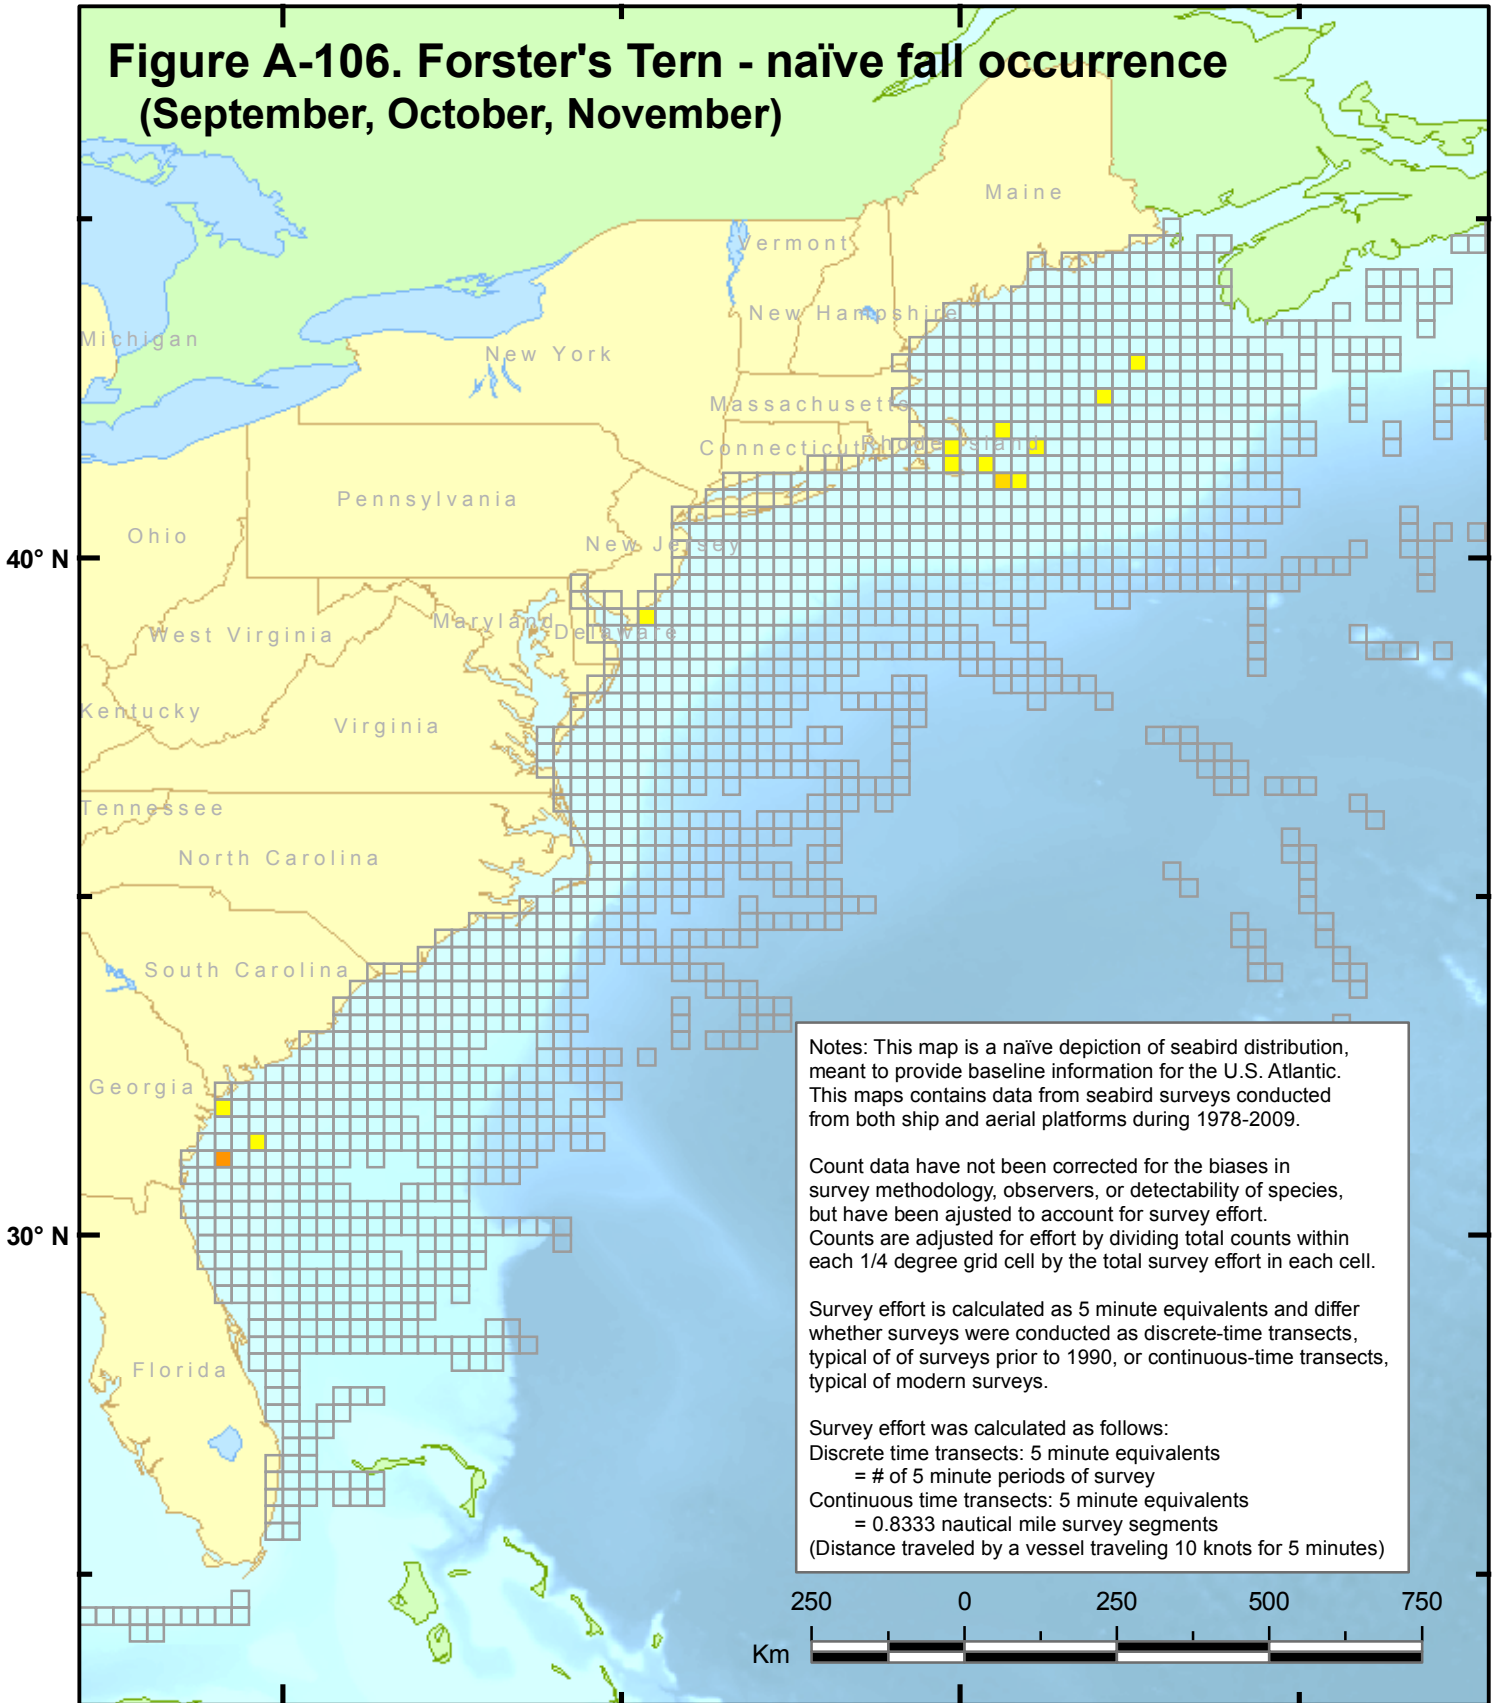 Figure A-106. Forster's Tern - naïve fall occurrence
(September, October, November)
Maine
Vermont
New Hampshire
Michigan
New York
Massachusetts
Connecticut
Rhode Island
Pennsylvania
Ohio
New Jersey
40° N
Maryland
Delaware
West Virginia
Kentucky
Virginia
Tennessee
North Carolina
South Carolina
Georgia
30° N
Florida
Notes: This map is a naïve depiction of seabird distribution,
meant to provide baseline information for the U.S. Atlantic.
This maps contains data from seabird surveys conducted
from both ship and aerial platforms during 1978-2009.
Count data have not been corrected for the biases in
survey methodology, observers, or detectability of species,
but have been ajusted to account for survey effort.
Counts are adjusted for effort by dividing total counts within
each 1/4 degree grid cell by the total survey effort in each cell.
Survey effort is calculated as 5 minute equivalents and differ
whether surveys were conducted as discrete-time transects,
typical of of surveys prior to 1990, or continuous-time transects,
typical of modern surveys.
Survey effort was calculated as follows:
Discrete time transects: 5 minute equivalents
= # of 5 minute periods of survey
Continuous time transects: 5 minute equivalents
= 0.8333 nautical mile survey segments
(Distance traveled by a vessel traveling 10 knots for 5 minutes)
250 0 250 500 750
Km